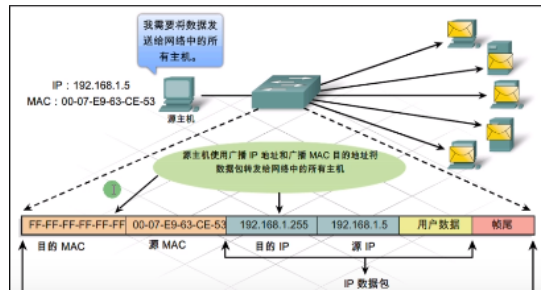 我需要将数据发
送给网络中的所
有主机。
IP：192.168.1.5
MAC：00-07-E9-63-CE-53
源主机
源主机使用广播 IP 地址和广播 MAC 目的地址将
数据包转发给网络中的所有主机
FF-FF-FF-FF-FF-FF 00-07-E9-63-CE-53 192.168.1.255 192.168.1.5 用户数据 帧尾
目的 MAC 源 MAC 目的 IP 源 IP
IP 数据包